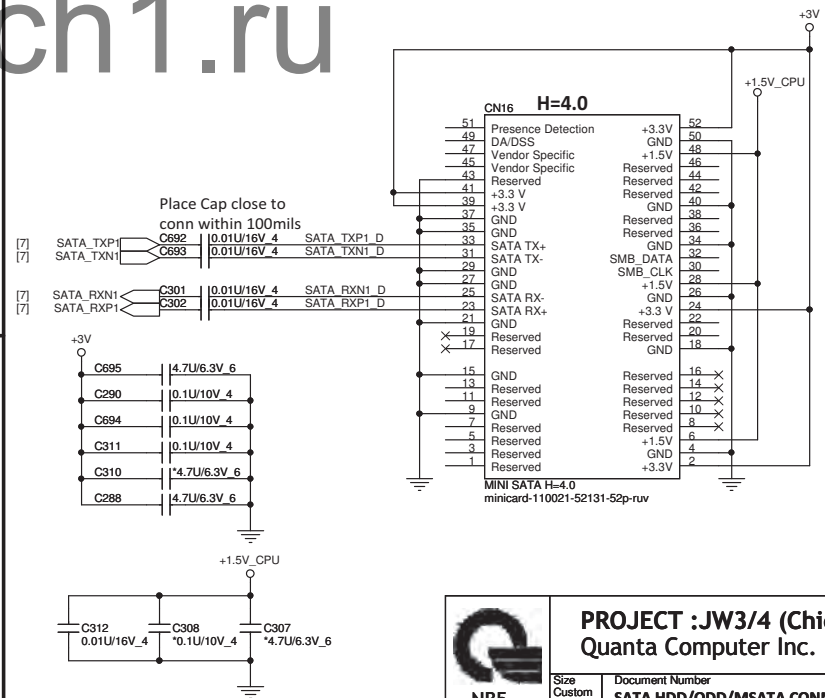 ch1.ru
+3V
+1.5V_CPU
CN16 H=4.0
51 Presence Detection +3.3V 52
49 DA/DSS GND 50
47 Vendor Specific +1.5V 48
45 Vendor Specific Reserved 46
43 Reserved Reserved 44
41 +3.3 V Reserved 42
39 +3.3 V GND 40
37 GND Reserved 38
35 GND Reserved 36
33 SATA TX+ GND 34
31 SATA TX- SMB_DATA 32
29 GND SMB_CLK 30
27 GND +1.5V 28
25 SATA RX- GND 26
23 SATA RX+ +3.3 V 24
21 GND Reserved 22
19 Reserved Reserved 20
17 Reserved GND 18
15 GND Reserved 16
13 Reserved Reserved 14
11 Reserved Reserved 12
9 GND Reserved 10
7 Reserved Reserved 8
5 Reserved +1.5V 6
3 Reserved GND 4
1 Reserved +3.3V 2
MINI SATA H=4.0
minicard-110021-52131-52p-ruv
Place Cap close to
conn within 100mils
[7] SATA_TXP1 C692 0.01U/16V_4 SATA_TXP1_D
[7] SATA_TXN1 C693 0.01U/16V_4 SATA_TXN1_D
[7] SATA_RXN1 C301 0.01U/16V_4 SATA_RXN1_D
[7] SATA_RXP1 C302 0.01U/16V_4 SATA_RXP1_D
+3V
C695 4.7U/6.3V_6
C290 0.1U/10V_4
C694 0.1U/10V_4
C311 0.1U/10V_4
C310 *4.7U/6.3V_6
C288 4.7U/6.3V_6
+1.5V_CPU
C312 C308 C307
0.01U/16V_4 *0.1U/10V_4 *4.7U/6.3V_6
PROJECT :JW3/4 (Chi
Quanta Computer Inc.
Size Document Number
Custom